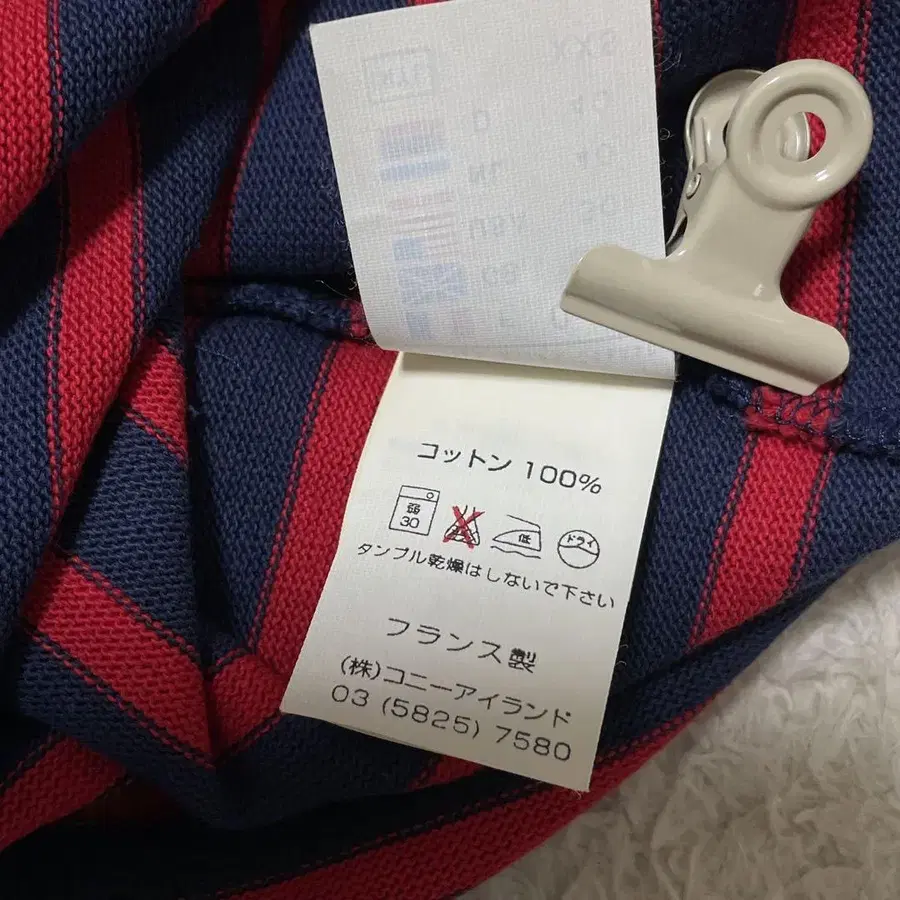 コットン 100%
弱
30
低
ドライ
タンブル乾燥はしないで下さい
フランス製
(株)コニーアイランド
03 (5825) 7580